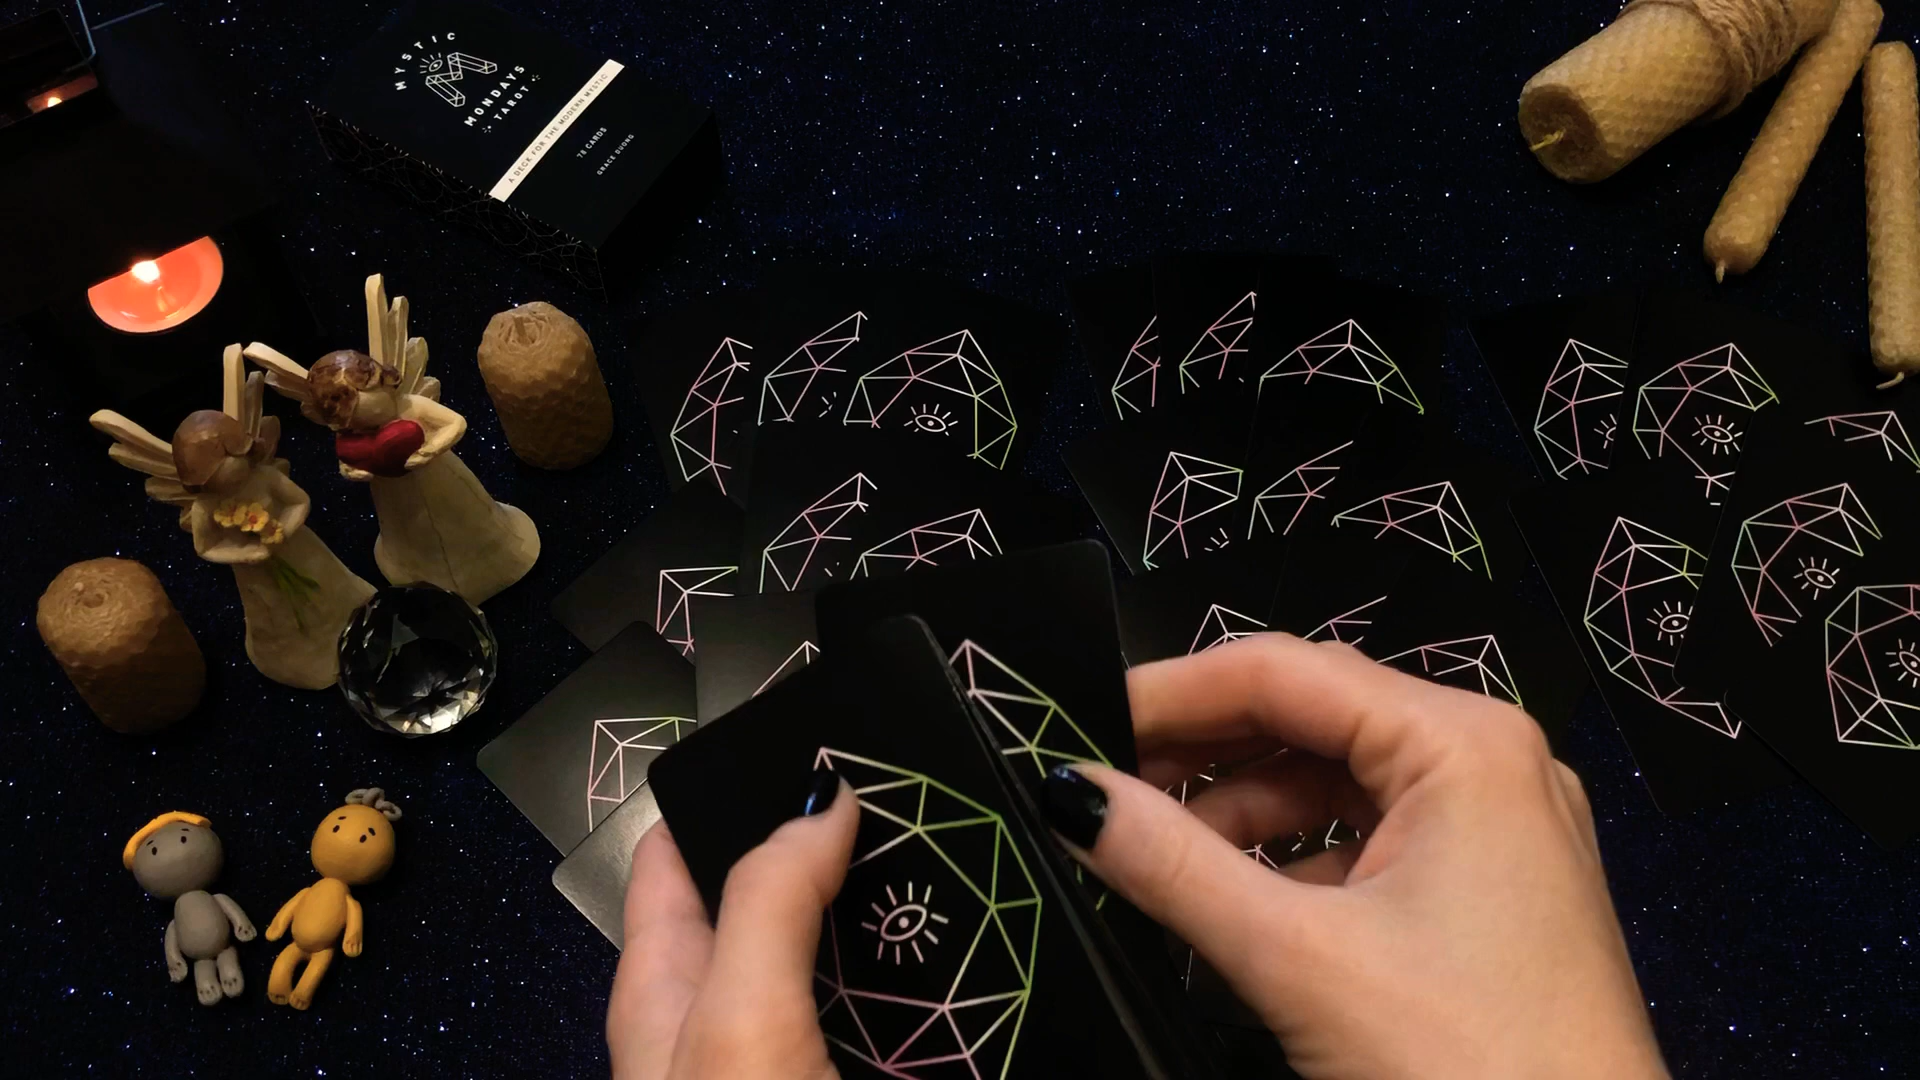 MYSTIC
MONDAYS
TAROT
A DECK FOR THE MODERN MYSTIC
78 CARDS
GRACE DUONG